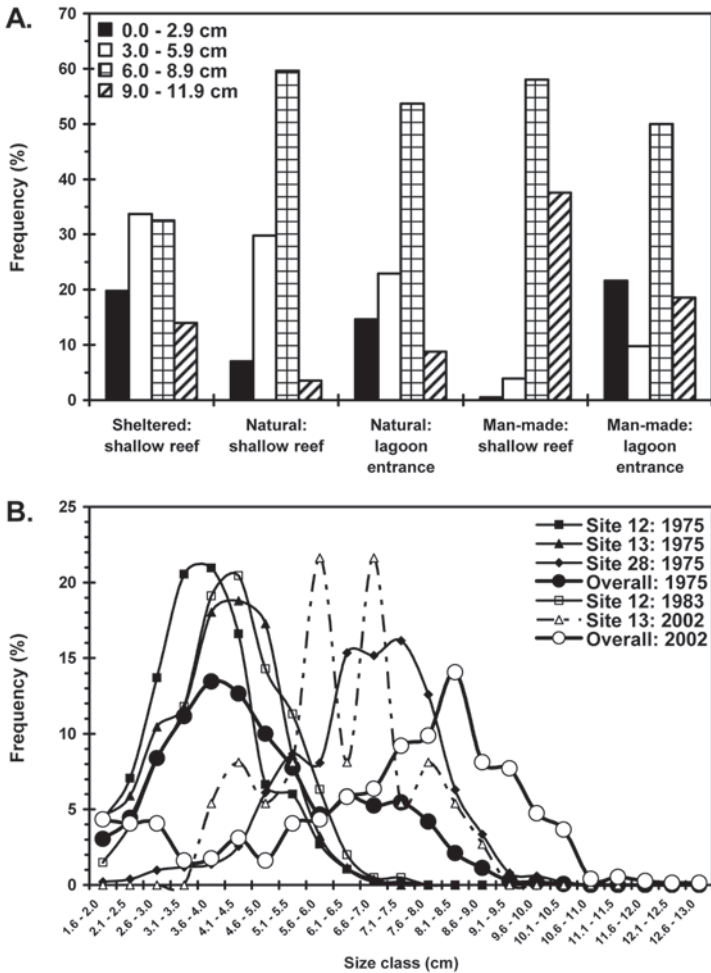 A.
70
60
50
40
30
20
10
0
Frequency (%)
0.0 - 2.9 cm
3.0 - 5.9 cm
6.0 - 8.9 cm
9.0 - 11.9 cm
Sheltered: shallow reef
Natural: shallow reef
Natural: lagoon entrance
Man-made: shallow reef
Man-made: lagoon entrance
B.
25
20
15
10
5
0
Frequency (%)
Site 12: 1975
Site 13: 1975
Site 28: 1975
Overall: 1975
Site 12: 1983
Site 13: 2002
Overall: 2002
1.6 - 2.0
2.1 - 2.5
2.6 - 3.0
3.1 - 3.5
3.6 - 4.0
4.1 - 4.5
4.6 - 5.0
5.1 - 5.5
5.6 - 6.0
6.1 - 6.5
6.6 - 7.0
7.1 - 7.5
7.6 - 8.0
8.1 - 8.5
8.6 - 9.0
9.1 - 9.5
9.6 - 10.0
10.1 - 10.5
10.6 - 11.0
11.1 - 11.5
11.6 - 12.0
12.1 - 12.5
12.6 - 13.0
Size class (cm)